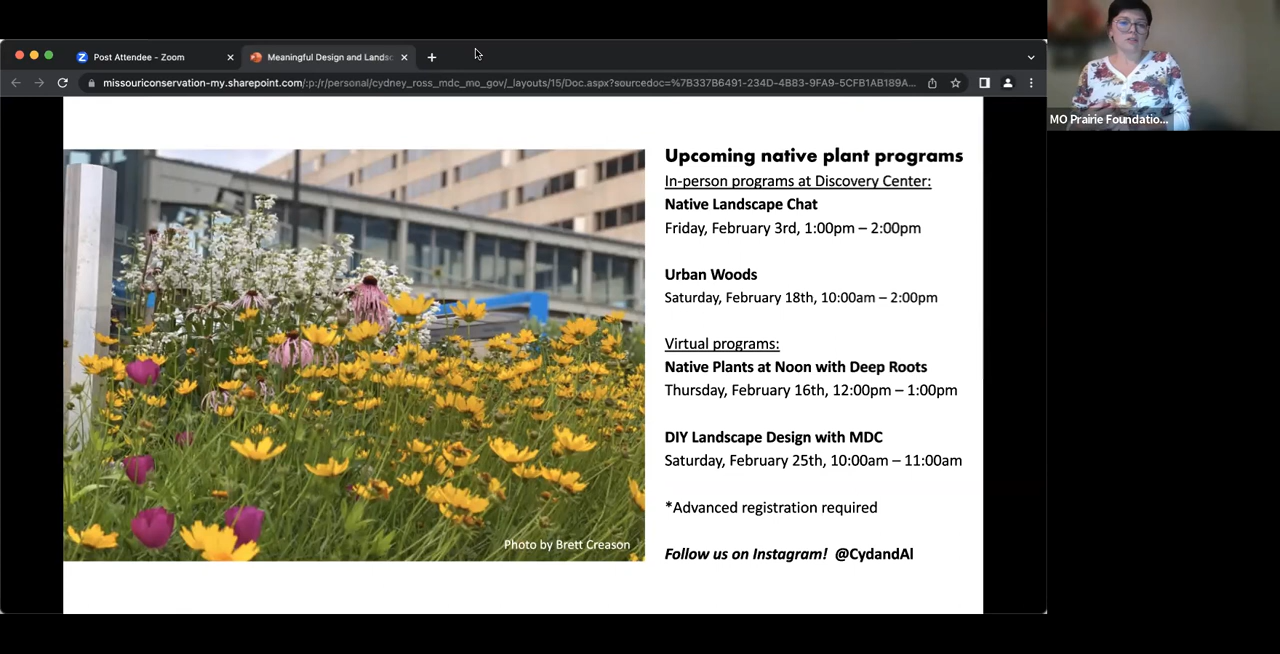 Post Attendee - Zoom
Meaningful Design and Landsc
missouriconservation-my.sharepoint.com/:p:/r/personal/cydney_ross_mdc_mo_gov/_layouts/15/Doc.aspx?sourcedoc=%7B337B6491-234D-4B83-9FA9-5CFB1AB189A...
MO Prairie Foundatio...
Upcoming native plant programs
In-person programs at Discovery Center:
Native Landscape Chat
Friday, February 3rd, 1:00pm – 2:00pm
Urban Woods
Saturday, February 18th, 10:00am – 2:00pm
Virtual programs:
Native Plants at Noon with Deep Roots
Thursday, February 16th, 12:00pm – 1:00pm
DIY Landscape Design with MDC
Saturday, February 25th, 10:00am – 11:00am
*Advanced registration required
Follow us on Instagram! @CydandAl
Photo by Brett Creason